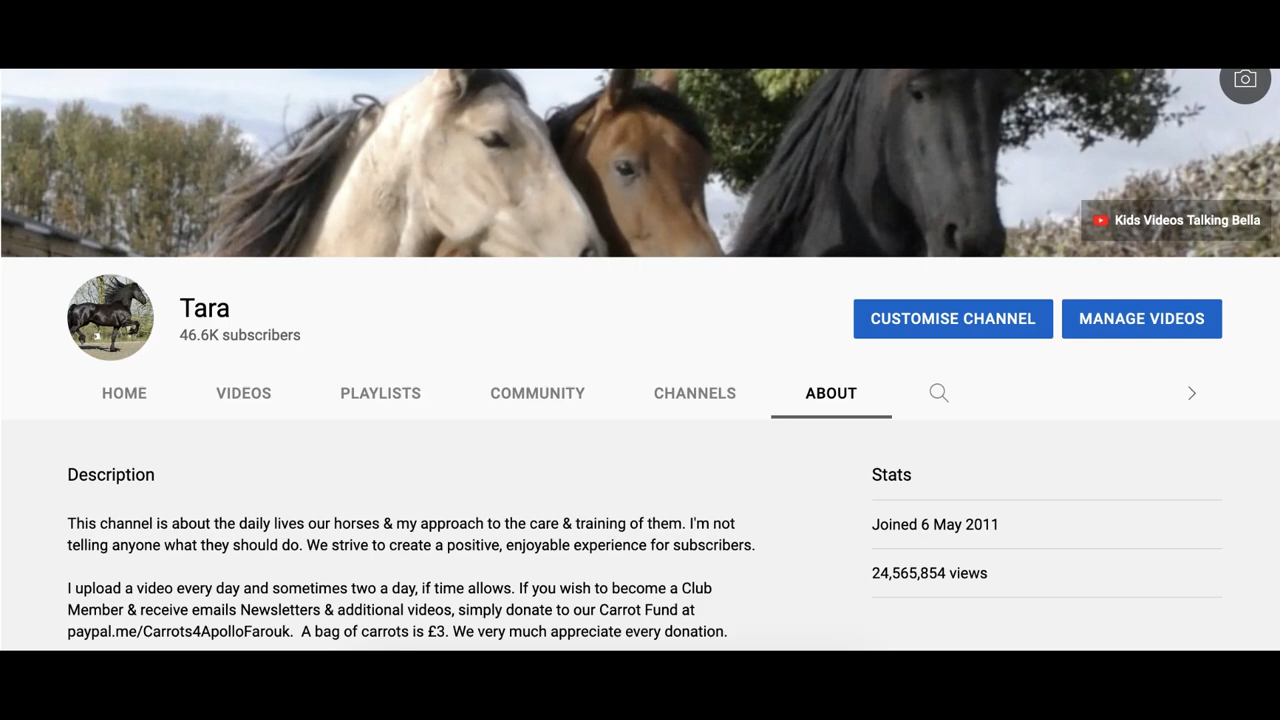 Kids Videos Talking Bella
Tara
46.6K subscribers
CUSTOMISE CHANNEL
MANAGE VIDEOS
HOME
VIDEOS
PLAYLISTS
COMMUNITY
CHANNELS
ABOUT
Description
This channel is about the daily lives our horses & my approach to the care & training of them. I'm not
telling anyone what they should do. We strive to create a positive, enjoyable experience for subscribers.
I upload a video every day and sometimes two a day, if time allows. If you wish to become a Club
Member & receive emails Newsletters & additional videos, simply donate to our Carrot Fund at
paypal.me/Carrots4ApolloFarouk.  A bag of carrots is £3. We very much appreciate every donation.
Stats
Joined 6 May 2011
24,565,854 views